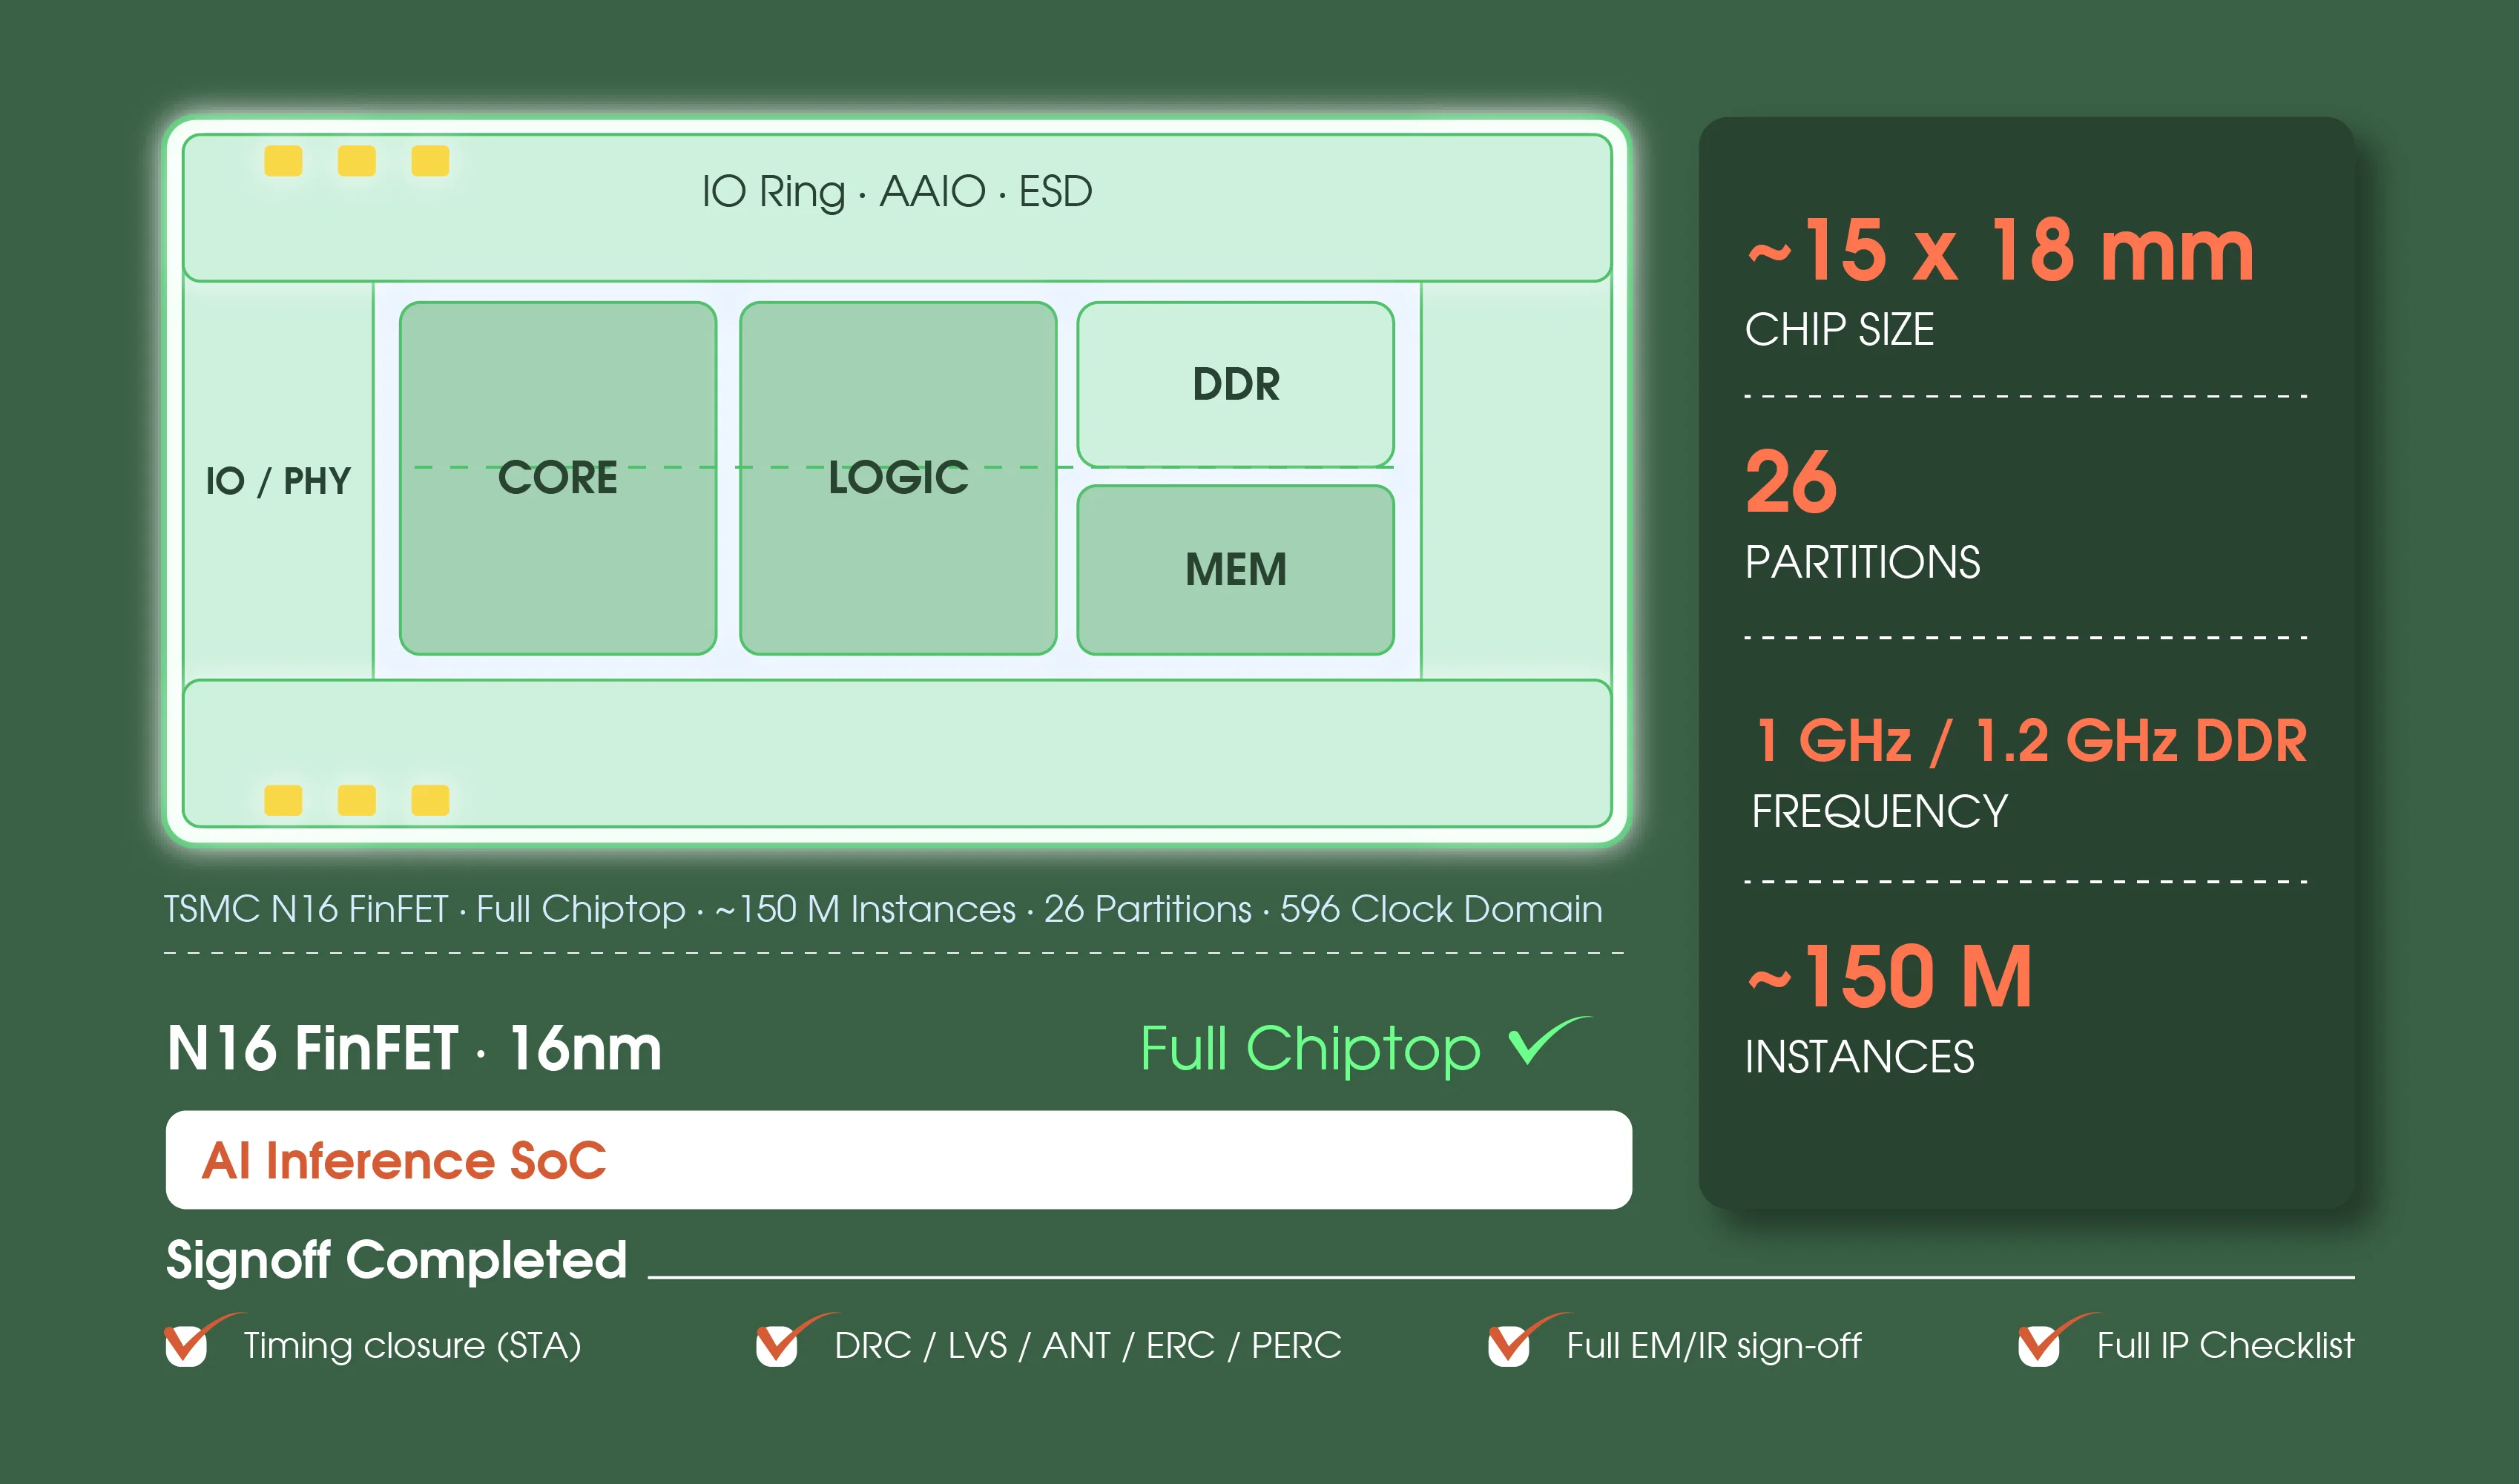 IO Ring · AAIO · ESD
IO / PHY
CORE
LOGIC
DDR
MEM
TSMC N16 FinFET · Full Chiptop · ~150 M Instances · 26 Partitions · 596 Clock Domain
N16 FinFET · 16nm
Full Chiptop
AI Inference SoC
~15 x 18 mm
CHIP SIZE
26
PARTITIONS
1 GHz / 1.2 GHz DDR
FREQUENCY
~150 M
INSTANCES
Signoff Completed
Timing closure (STA)
DRC / LVS / ANT / ERC / PERC
Full EM/IR sign-off
Full IP Checklist